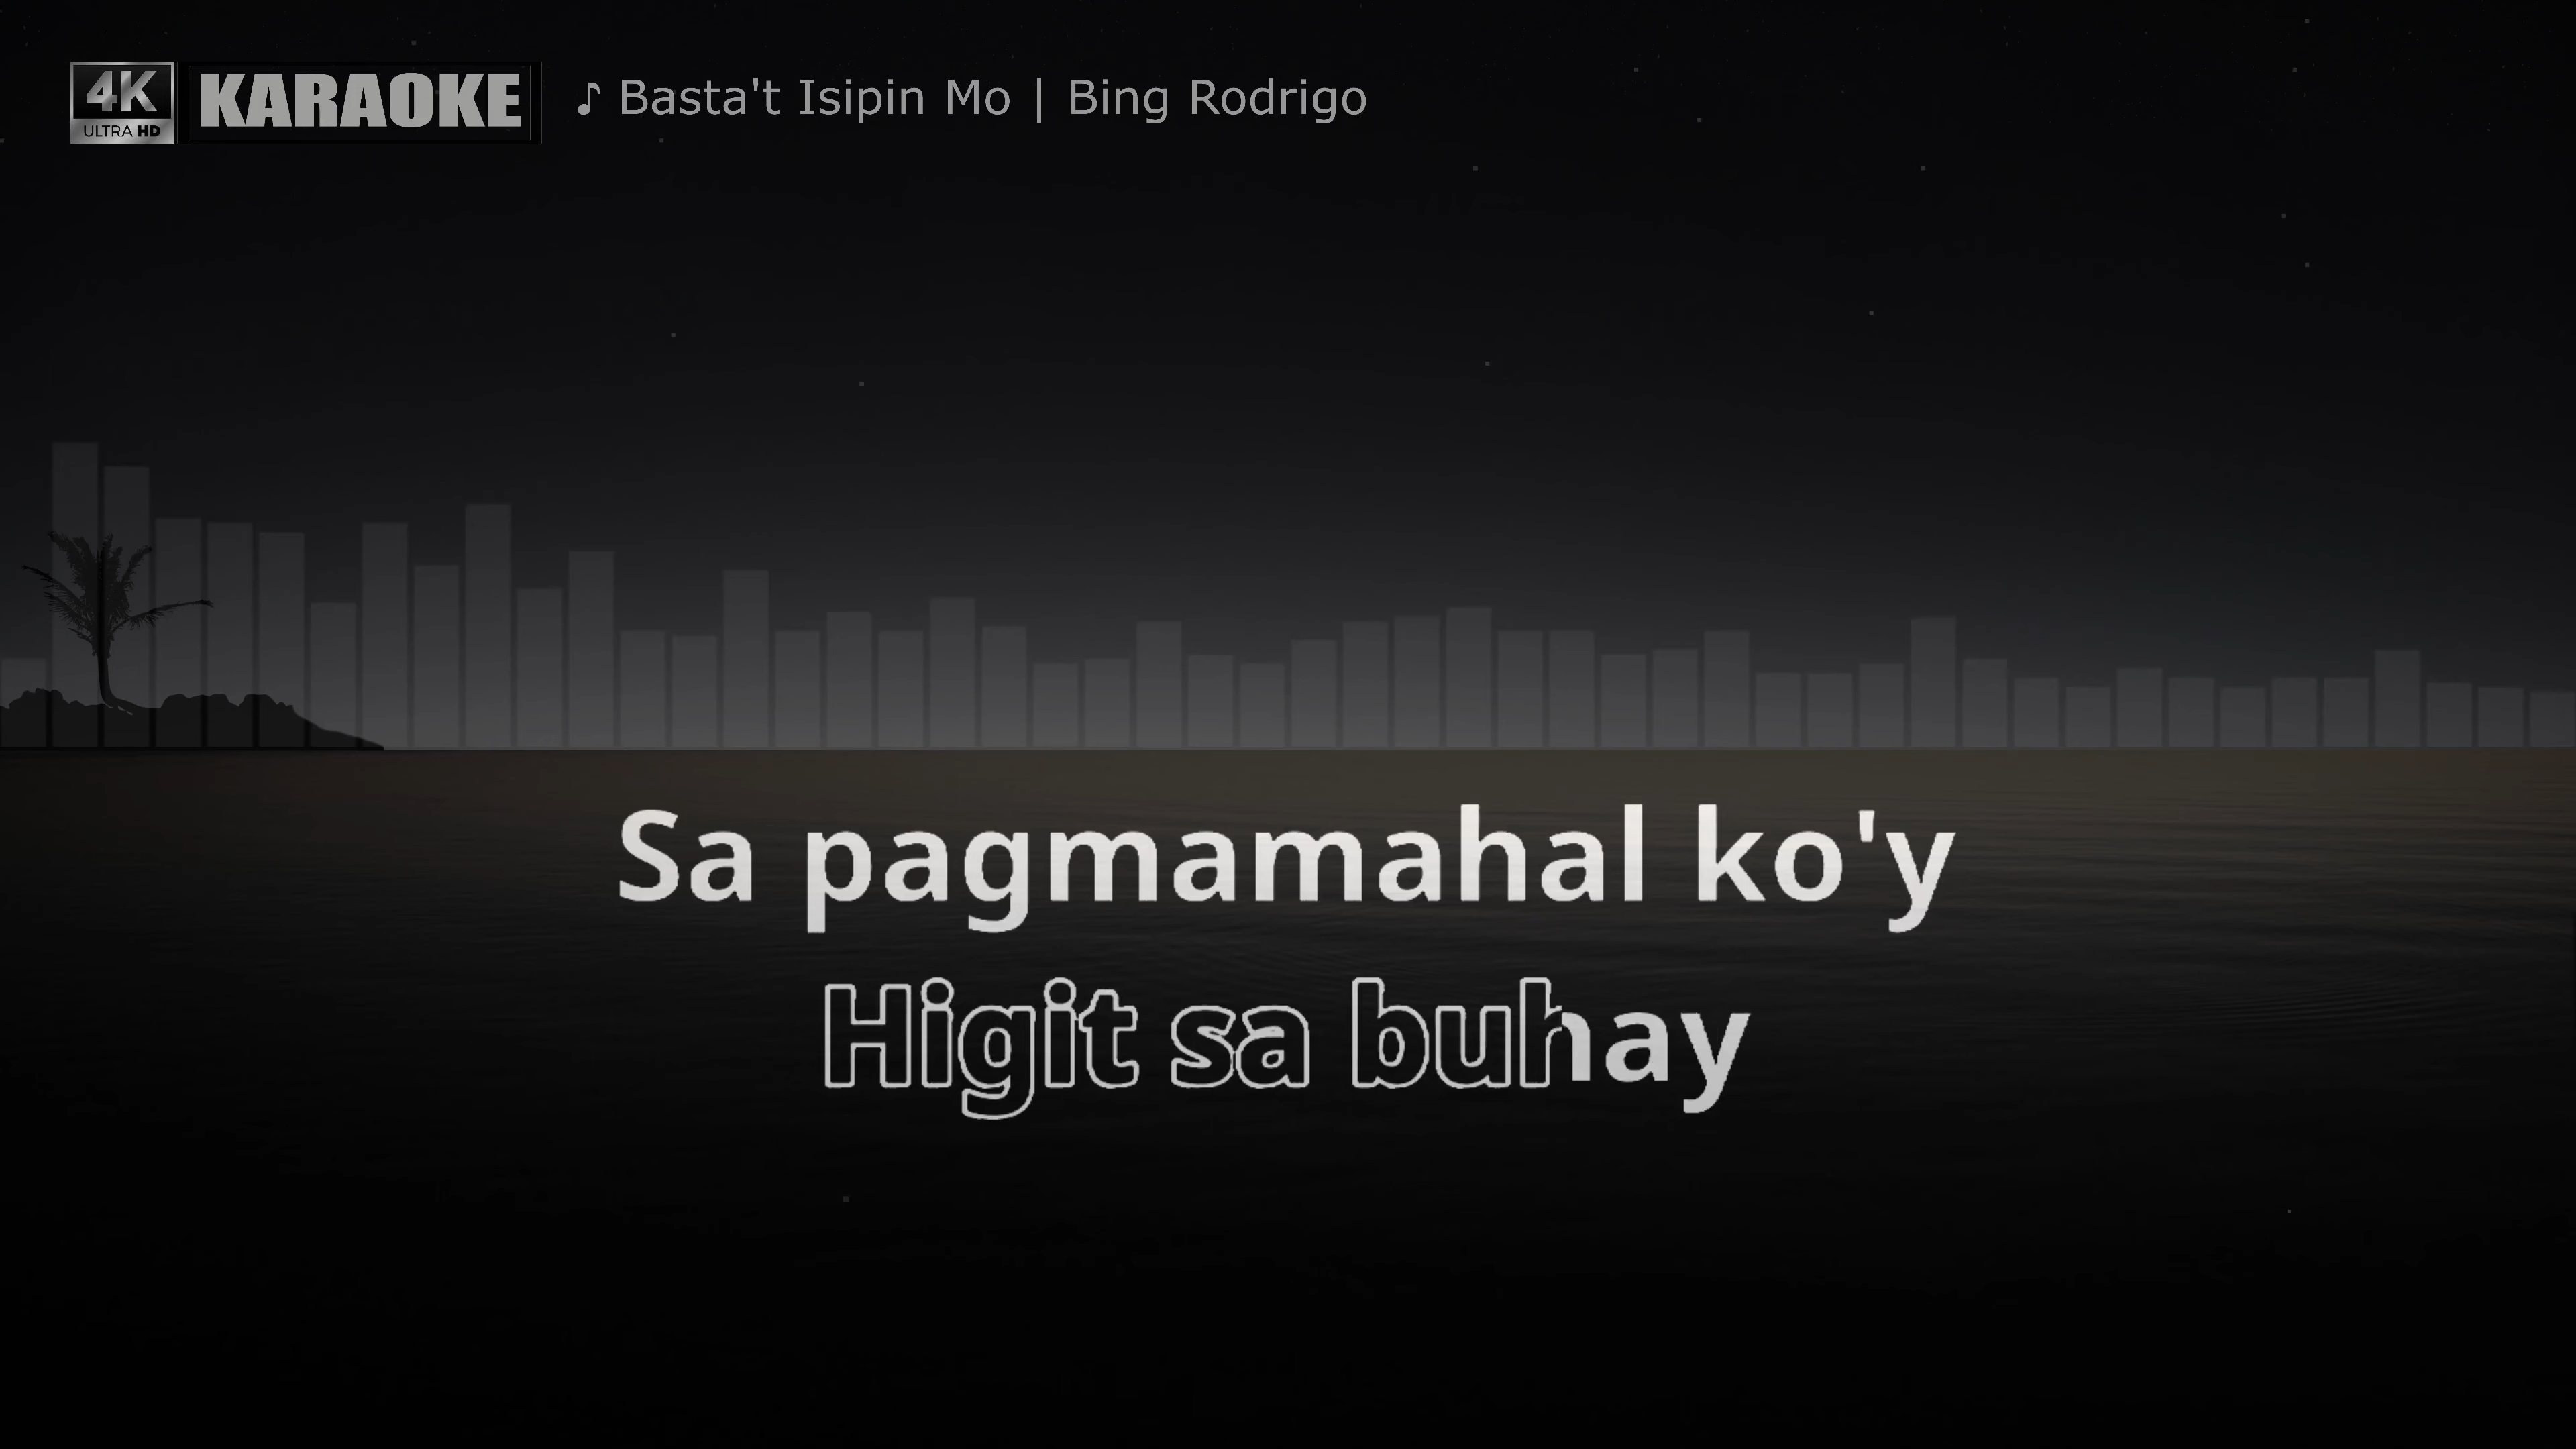 4K ULTRA HD KARAOKE ♪ Basta't Isipin Mo | Bing Rodrigo
Sa pagmamahal ko'y
Higit sa buhay